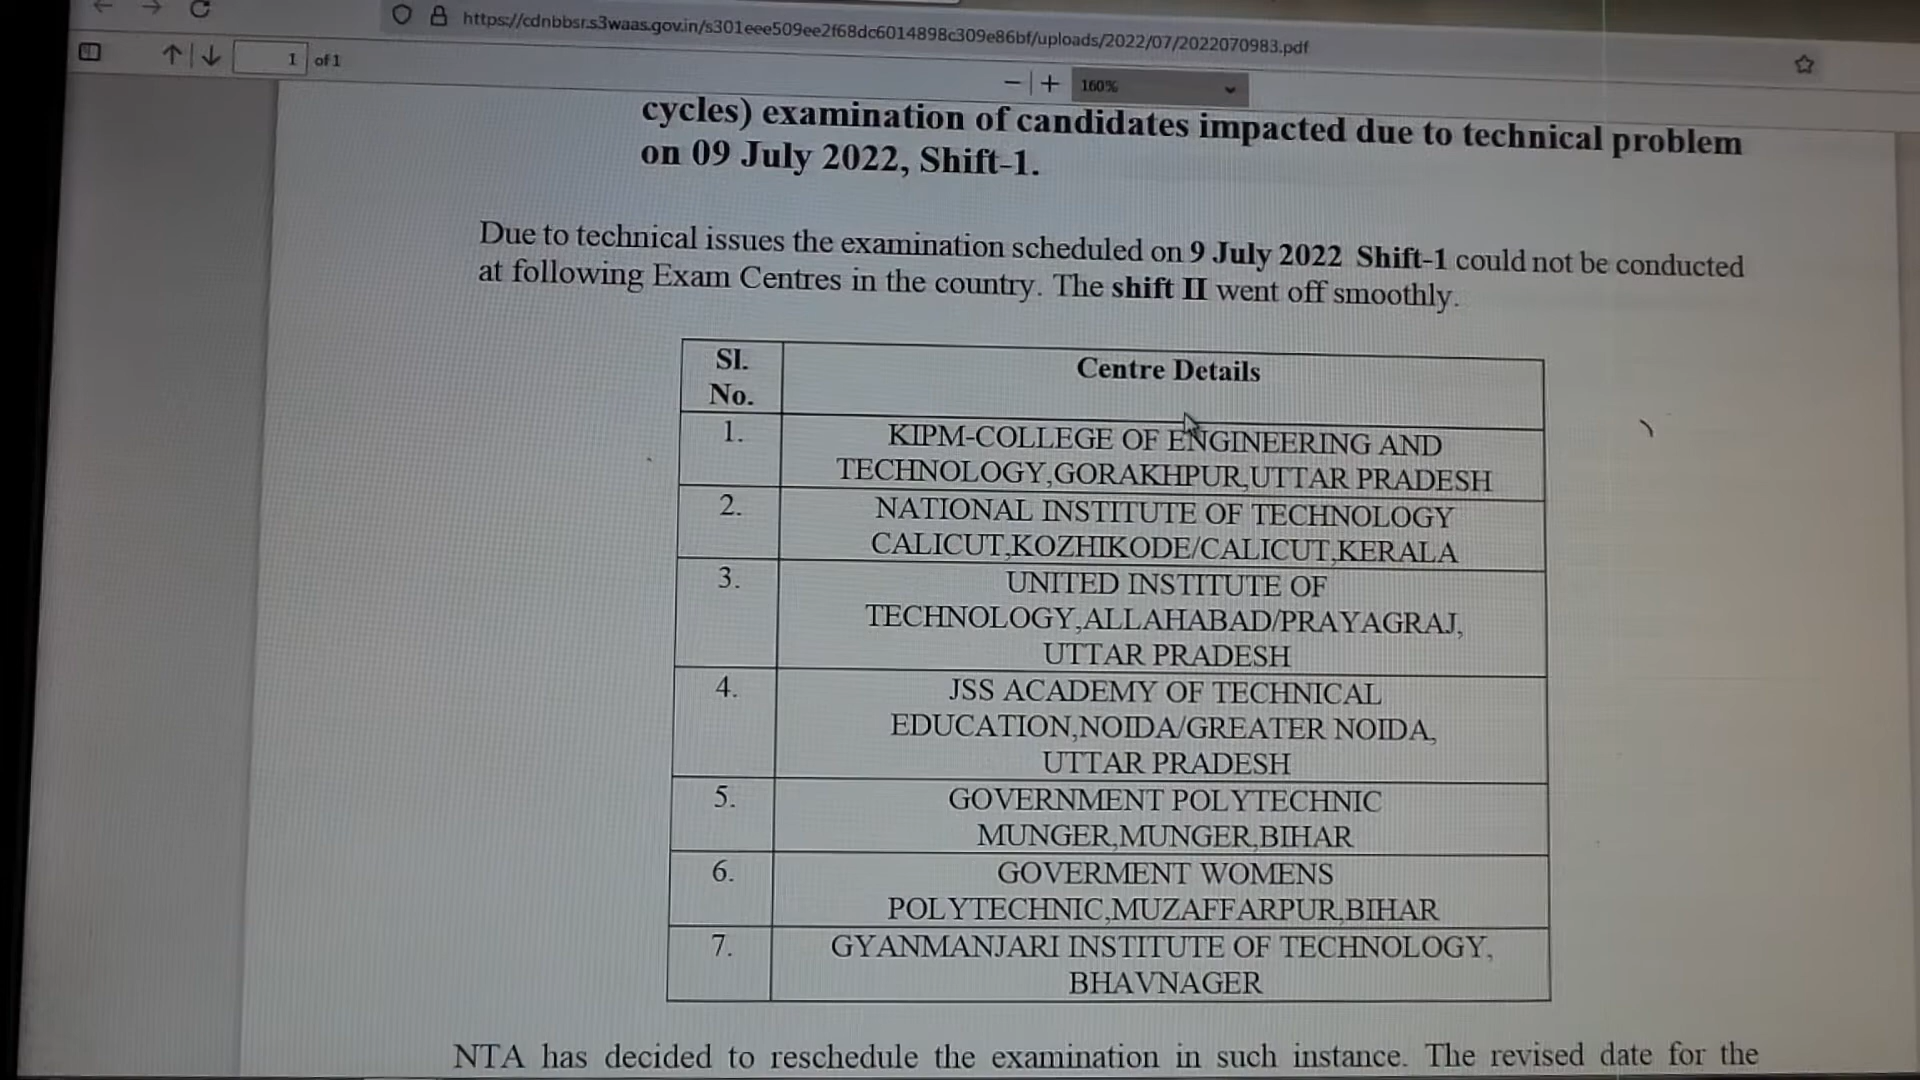 https://cdnbbsr.s3waas.gov.in/s301eee509ee2f68dc6014898c309e86bf/uploads/2022/07/2022070983.pdf
1 of 1
160%
cycles) examination of candidates impacted due to technical problem
on 09 July 2022, Shift-1.
Due to technical issues the examination scheduled on 9 July 2022 Shift-1 could not be conducted
at following Exam Centres in the country. The shift II went off smoothly.
Sl.
No.
Centre Details
1.
KIPM-COLLEGE OF ENGINEERING AND
TECHNOLOGY,GORAKHPUR,UTTAR PRADESH
2.
NATIONAL INSTITUTE OF TECHNOLOGY
CALICUT,KOZHIKODE/CALICUT,KERALA
3.
UNITED INSTITUTE OF
TECHNOLOGY,ALLAHABAD/PRAYAGRAJ,
UTTAR PRADESH
4.
JSS ACADEMY OF TECHNICAL
EDUCATION,NOIDA/GREATER NOIDA,
UTTAR PRADESH
5.
GOVERNMENT POLYTECHNIC
MUNGER,MUNGER,BIHAR
6.
GOVERMENT WOMENS
POLYTECHNIC,MUZAFFARPUR,BIHAR
7.
GYANMANJARI INSTITUTE OF TECHNOLOGY,
BHAVNAGER
NTA has decided to reschedule the examination in such instance. The revised date for the